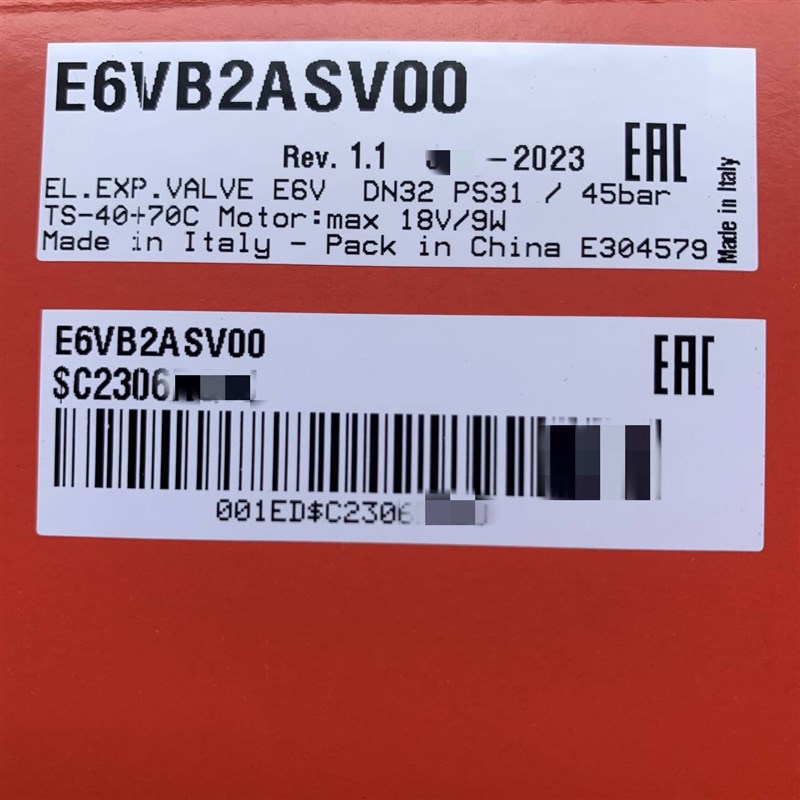 E6VB2ASV00
Rev. 1.1 -2023
EAC
EL.EXP.VALVE E6V DN32 PS31 / 45bar
TS-40+70C Motor:max 18V/9W
Made in Italy - Pack in China E304579
Made in Italy
E6VB2ASV00
EAC
$C2306
001ED$C2306